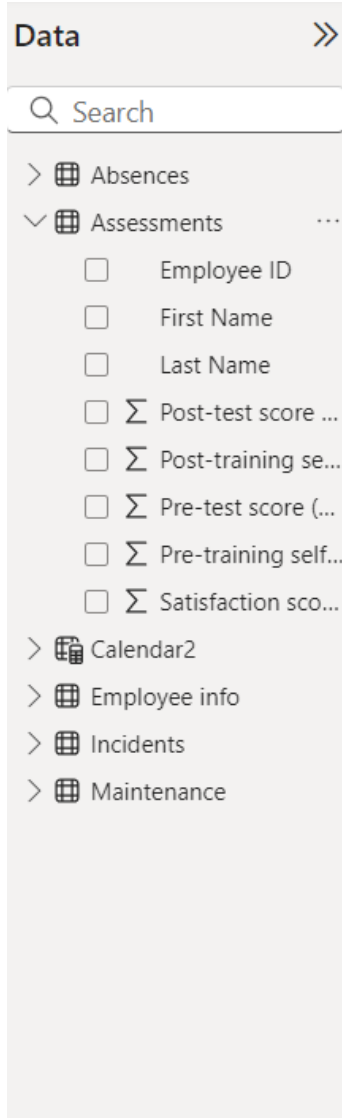 Data
Search
Absences
Assessments ...
Employee ID
First Name
Last Name
Post-test score ...
Post-training se...
Pre-test score (...
Pre-training self...
Satisfaction sco...
Calendar2
Employee info
Incidents
Maintenance